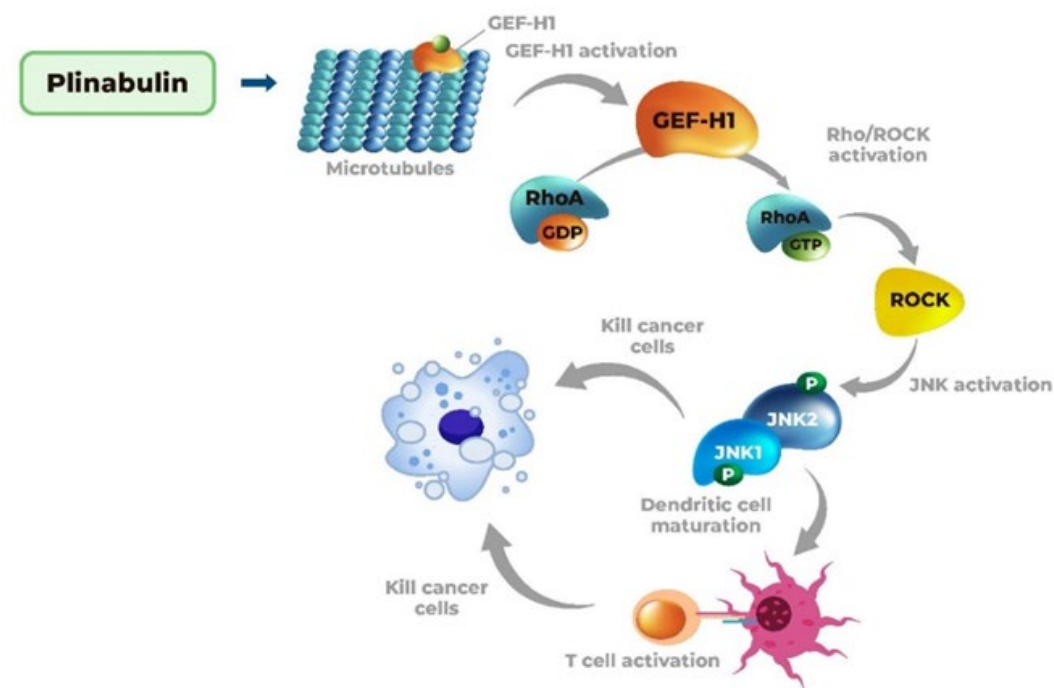 GEF-H1
GEF-H1 activation
Plinabulin
Microtubules
GEF-H1
Rho/ROCK
activation
RhoA
GDP
RhoA
GTP
ROCK
Kill cancer
cells
JNK activation
P
JNK2
JNK1
P
Dendritic cell
maturation
Kill cancer
cells
T cell activation